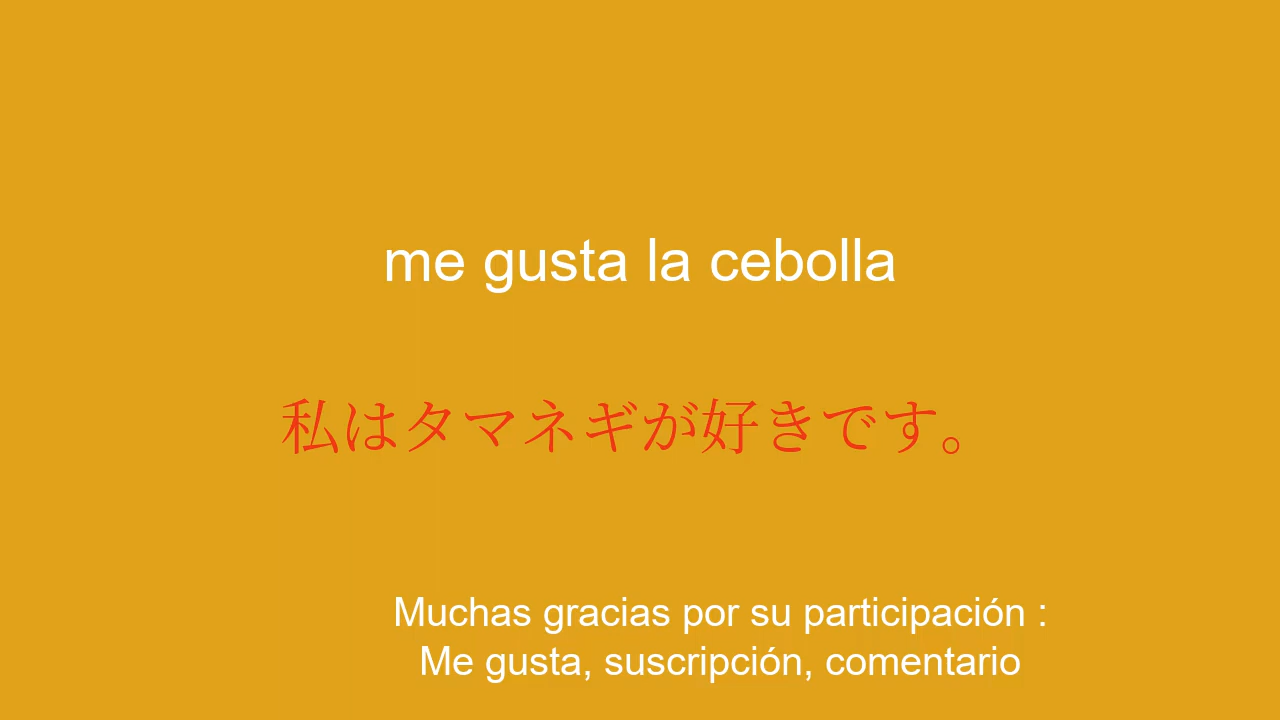 me gusta la cebolla
私はタマネギが好きです。
Muchas gracias por su participación :
Me gusta, suscripción, comentario